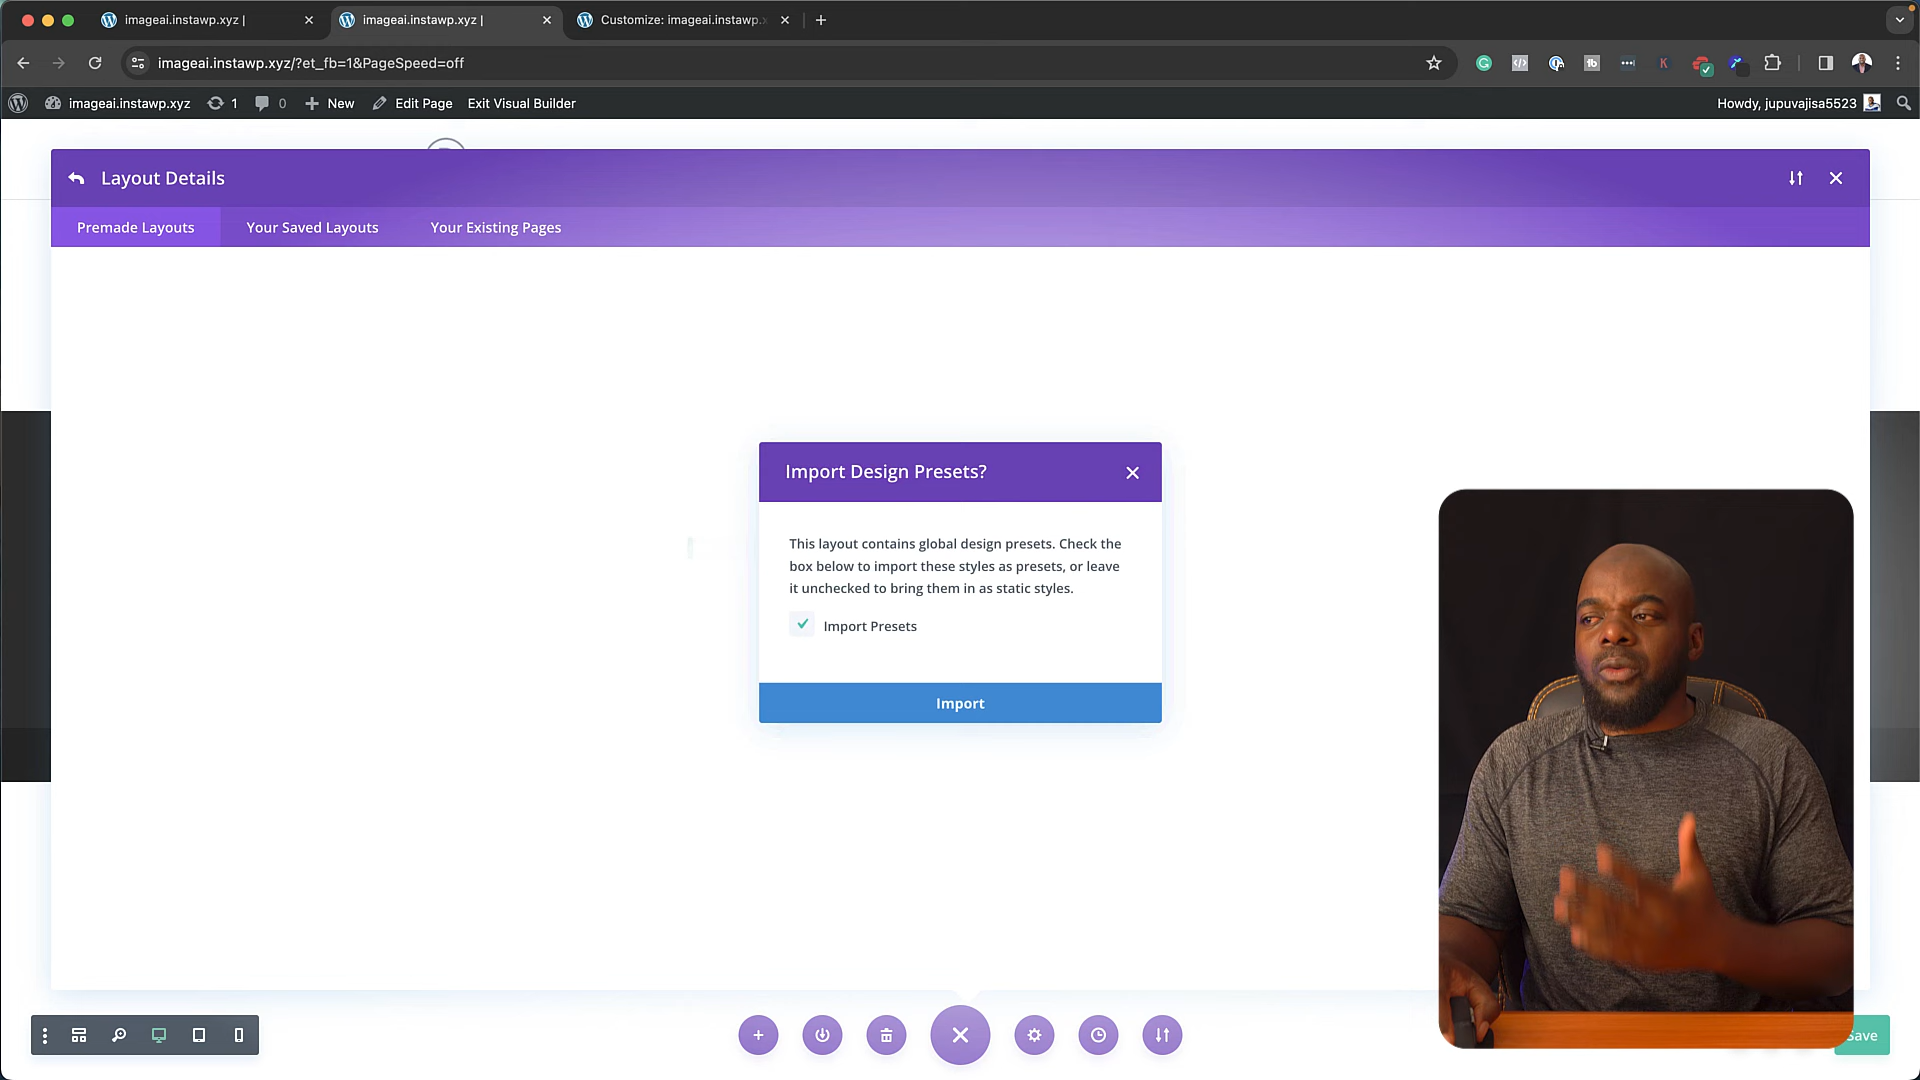 imageai.instawp.xyz |
imageai.instawp.xyz |
Customize: imageai.instawp.x
imageai.instawp.xyz/?et_fb=1&PageSpeed=off
imageai.instawp.xyz
1
0
New
Edit Page
Exit Visual Builder
Howdy, jupuvajisa5523
Layout Details
Premade Layouts
Your Saved Layouts
Your Existing Pages
Import Design Presets?
This layout contains global design presets. Check the
box below to import these styles as presets, or leave
it unchecked to bring them in as static styles.
Import Presets
Import
Save